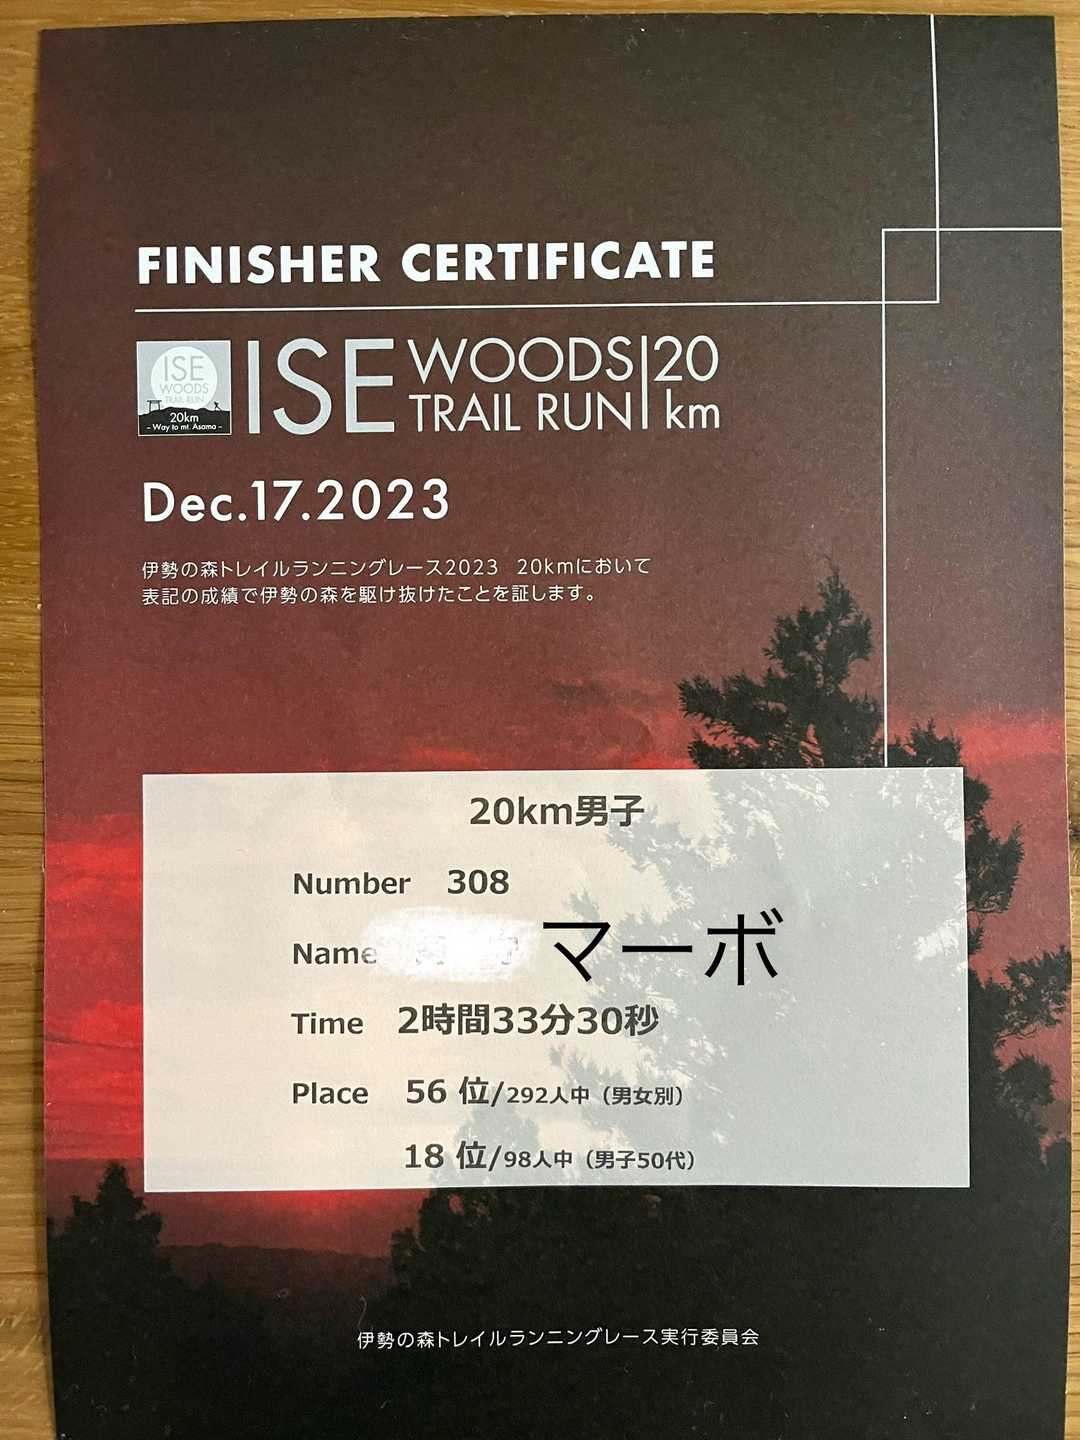 FINISHER CERTIFICATE
ISE
WOODS
TRAIL RUN
20km
- Way to mt. Asama -
ISE WOODS TRAIL RUN 20 km
Dec.17.2023
伊勢の森トレイルランニングレース2023 20kmにおいて
表記の成績で伊勢の森を駆け抜けたことを証します。
20km男子
Number 308
Name マーボ
Time 2時間33分30秒
Place 56 位/292人中（男女別）
18 位/98人中（男子50代）
伊勢の森トレイルランニングレース実行委員会